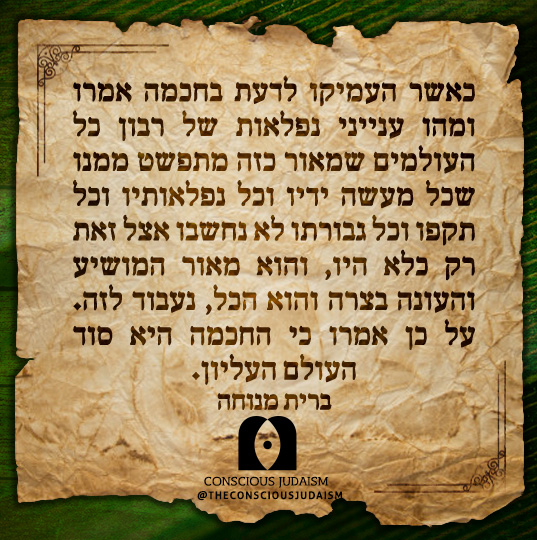 כאשר העמיקו לדעת בחכמה אמרו
ומהו ענייני נפלאות של רבון כל
העולמים שמאור כזה מתפשט ממנו
שכל מעשה ידיו וכל נפלאותיו וכל
תקפו וכל גבורתו לא נחשבו אצל זאת
רק כלא היו, והוא מאור המושיע
והעונה בצרה והוא הכל, נעבוד לזה.
על כן אמרו כי החכמה היא סוד
העולם העליון.
ברית מנוחה
CONSCIOUS JUDAISM
@THECONSCIOUSJUDAISM